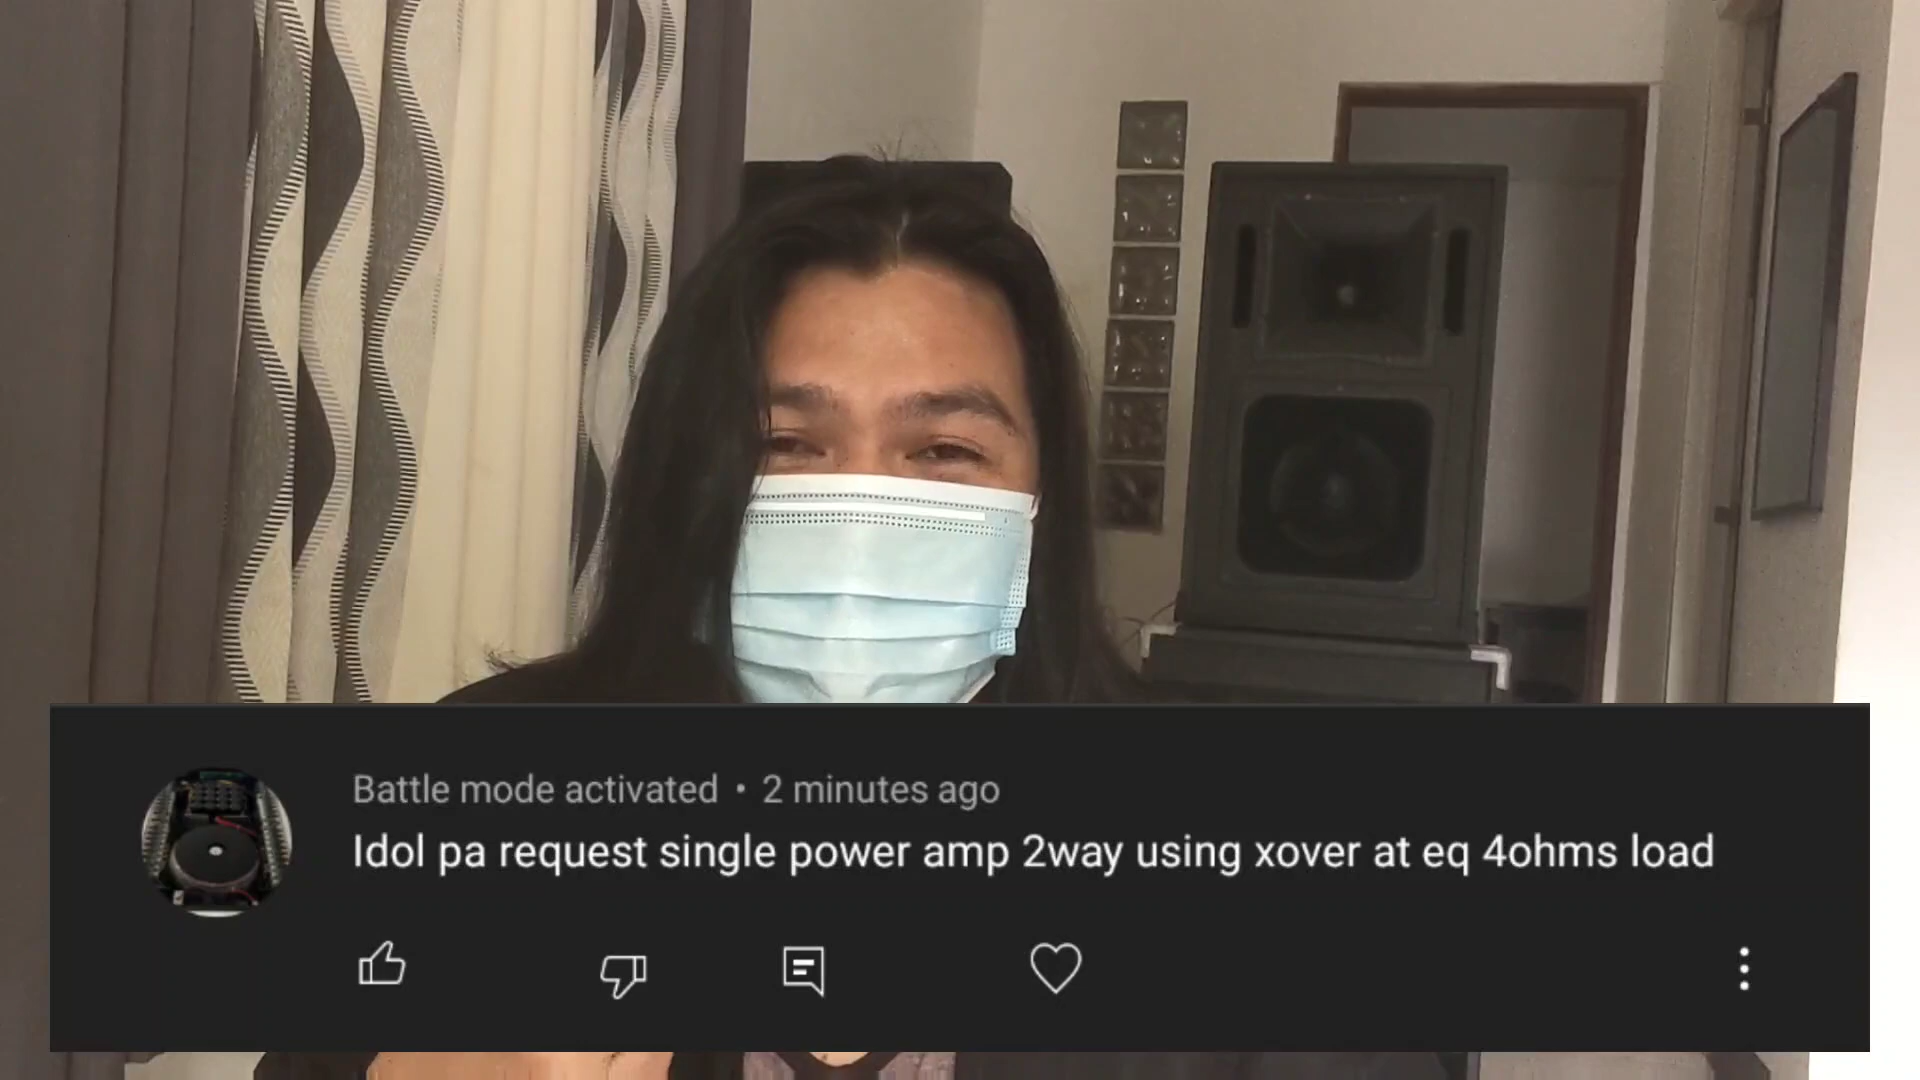 Battle mode activated • 2 minutes ago
Idol pa request single power amp 2way using xover at eq 4ohms load